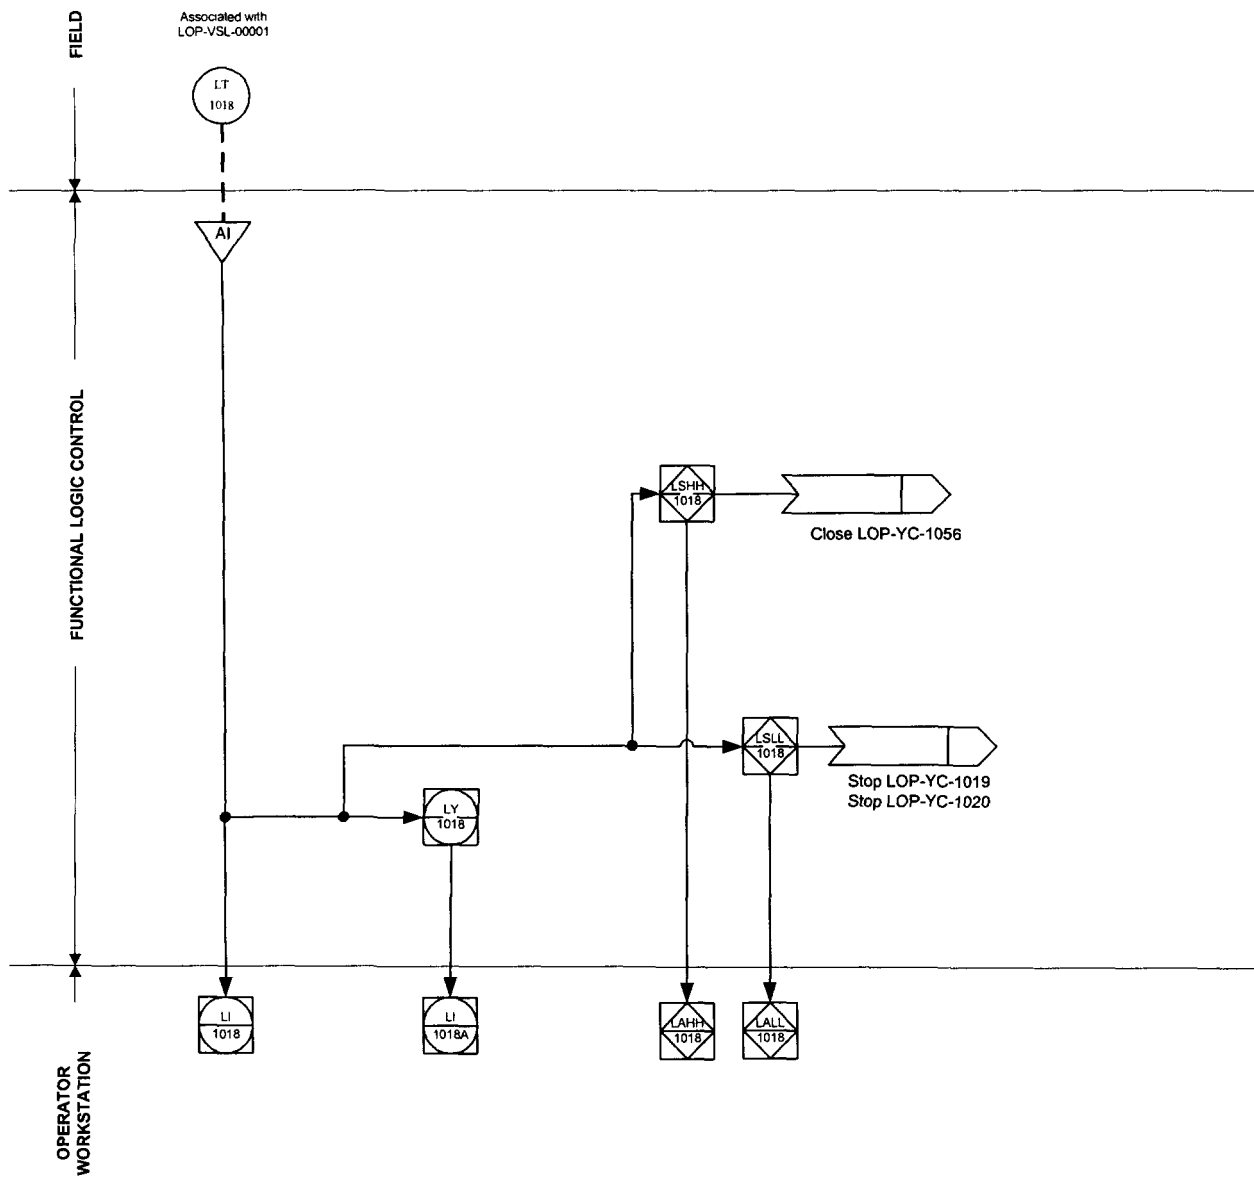 FIELD
Associated with
LOP-VSL-00001
LT
1018
AI
FUNCTIONAL LOGIC CONTROL
LSHH
1018
Close LOP-YC-1056
LSLL
1018
Stop LOP-YC-1019
Stop LOP-YC-1020
LY
1018
LI
1018
LI
1018A
LAHH
1018
LALL
1018
OPERATOR
WORKSTATION